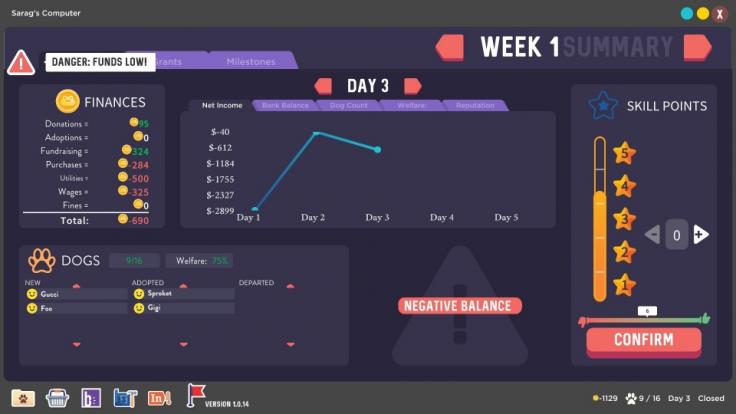 Sarag's Computer
X
WEEK 1 SUMMARY
DANGER: FUNDS LOW!
Grants
Milestones
DAY 3
FINANCES
Donations = 95
Adoptions = 0
Fundraising = 324
Purchases = -284
Utilities = -500
Wages = -325
Fines = 0
Total: -690
Net Income
Bank Balance
Dog Count
Welfare:
Reputation
$-40
$-612
$-1184
$-1755
$-2327
$-2899
Day 1
Day 2
Day 3
Day 4
Day 5
SKILL POINTS
5
4
3
2
1
0
+
6
CONFIRM
DOGS
9/16
Welfare: 75%
NEW
ADOPTED
DEPARTED
Gucci
Sproket
Foo
Gigi
NEGATIVE BALANCE
b:
In!
VERSION 1.0.14
-1129
9 / 16
Day 3
Closed